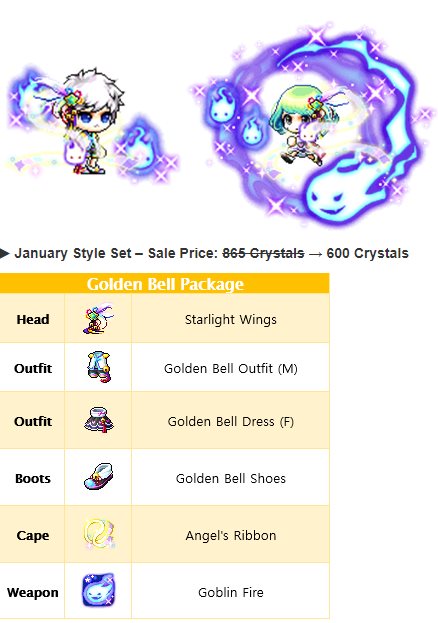 ▶ January Style Set – Sale Price: 865 Crystals → 600 Crystals
Golden Bell Package
Head Starlight Wings
Outfit Golden Bell Outfit (M)
Outfit Golden Bell Dress (F)
Boots Golden Bell Shoes
Cape Angel's Ribbon
Weapon Goblin Fire